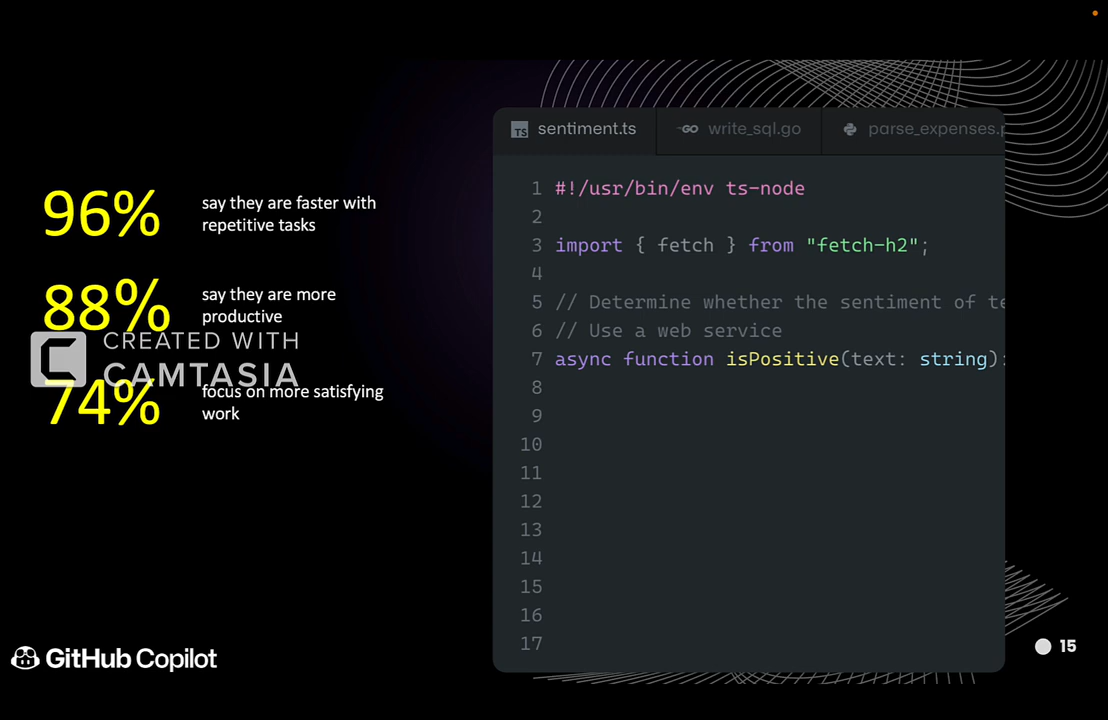 96%
say they are faster with
repetitive tasks
88%
say they are more
productive
CREATED WITH
CAMTASIA
74%
focus on more satisfying
work
GitHub Copilot
TS sentiment.ts
GO write_sql.go
parse_expenses.p
1 #!/usr/bin/env ts-node
2
3 import { fetch } from "fetch-h2";
4
5 // Determine whether the sentiment of te
6 // Use a web service
7 async function isPositive(text: string):
8
9
10
11
12
13
14
15
16
17
15